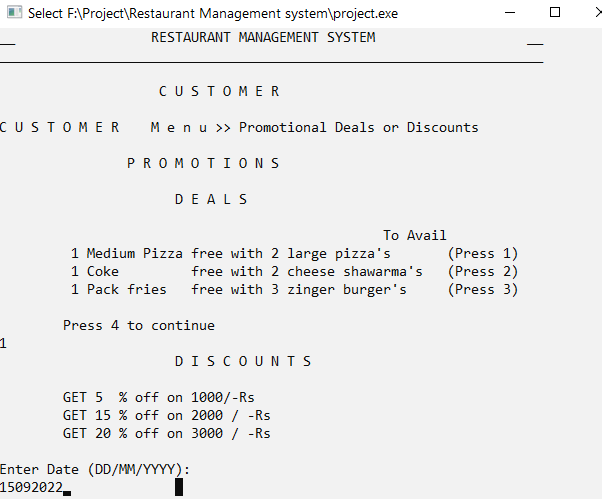 Select F:\Project\Restaurant Management system\project.exe
RESTAURANT MANAGEMENT SYSTEM
C U S T O M E R
C U S T O M E R    M e n u >> Promotional Deals or Discounts
P R O M O T I O N S
D E A L S
To Avail
1 Medium Pizza free with 2 large pizza's (Press 1)
1 Coke free with 2 cheese shawarma's (Press 2)
1 Pack fries free with 3 zinger burger's (Press 3)
Press 4 to continue
1
D I S C O U N T S
GET 5 % off on 1000/-Rs
GET 15 % off on 2000 / -Rs
GET 20 % off on 3000 / -Rs
Enter Date (DD/MM/YYYY):
15092022